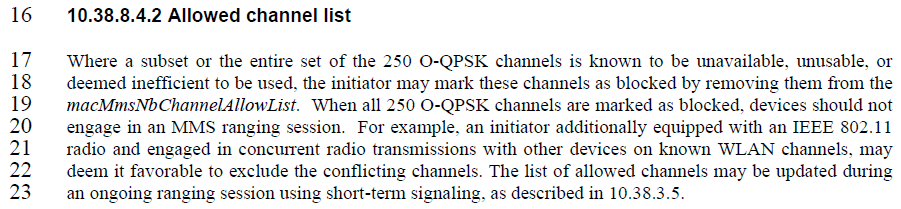 16 10.38.8.4.2 Allowed channel list
17 Where a subset or the entire set of the 250 O-QPSK channels is known to be unavailable, unusable, or
18 deemed inefficient to be used, the initiator may mark these channels as blocked by removing them from the
19 macMmsNbChannelAllowList. When all 250 O-QPSK channels are marked as blocked, devices should not
20 engage in an MMS ranging session. For example, an initiator additionally equipped with an IEEE 802.11
21 radio and engaged in concurrent radio transmissions with other devices on known WLAN channels, may
22 deem it favorable to exclude the conflicting channels. The list of allowed channels may be updated during
23 an ongoing ranging session using short-term signaling, as described in 10.38.3.5.